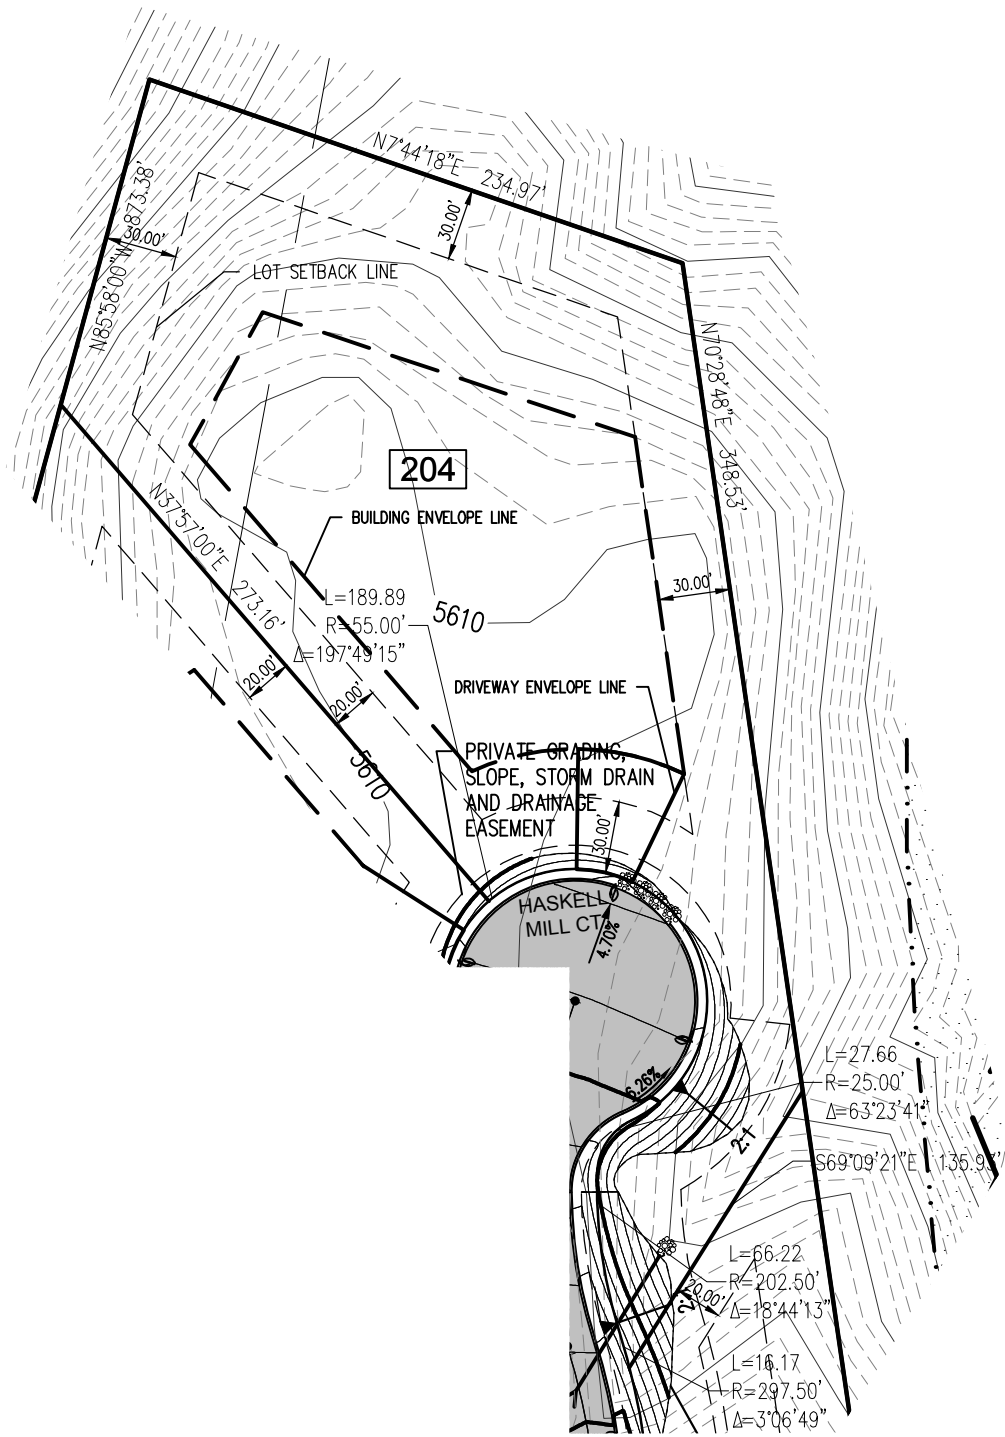 N7°44'18"E 234.97'
30.00'
N85°58'00"W 873.38'
30.00'
LOT SETBACK LINE
N70°28'48"E 348.53'
204
BUILDING ENVELOPE LINE
N37°57'00"E 273.16'
L=189.89
R=55.00'
Δ=197°49'15"
5610
30.00'
20.00'
20.00'
DRIVEWAY ENVELOPE LINE
5610
PRIVATE GRADING,
SLOPE, STORM DRAIN
AND DRAINAGE
EASEMENT
30.00'
HASKELL
MILL CT
4.70%
6.26%
L=27.66
R=25.00'
Δ=63°23'41"
2:1
S69°09'21"E 135.93'
L=66.22
R=202.50'
Δ=18°44'13"
20.00'
L=16.17
R=297.50'
Δ=3°06'49"